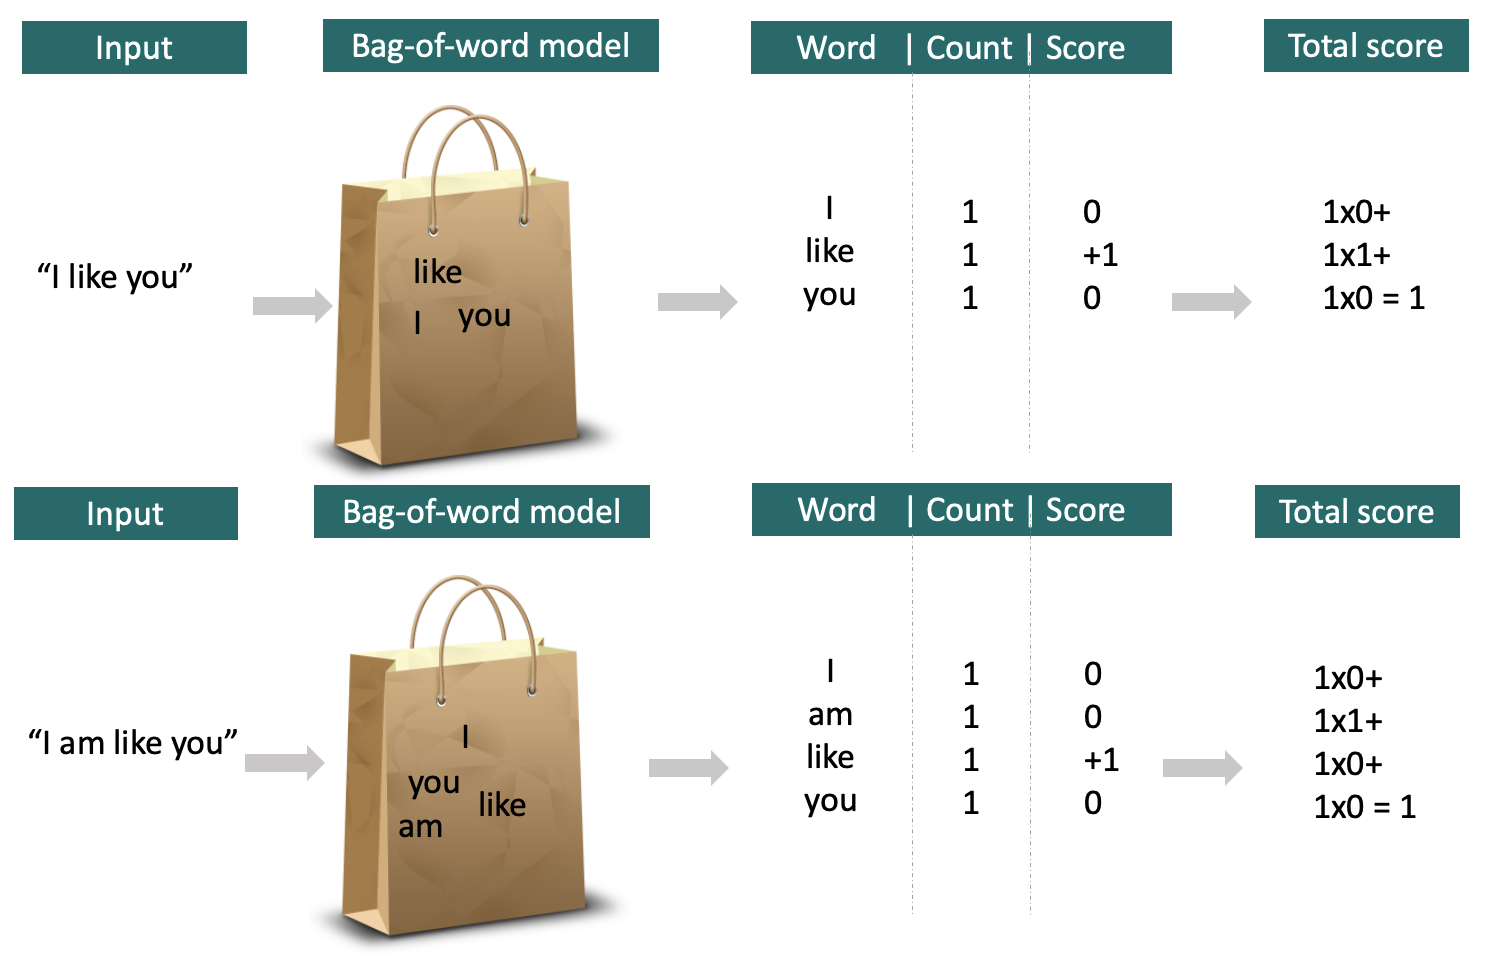 Input
Bag-of-word model
Word | Count | Score
Total score
“I like you”
like
I you
I 1 0
like 1 +1
you 1 0
1x0+
1x1+
1x0 = 1
Input
Bag-of-word model
Word | Count | Score
Total score
“I am like you”
I
you
like
am
I 1 0
am 1 0
like 1 +1
you 1 0
1x0+
1x1+
1x0+
1x0 = 1